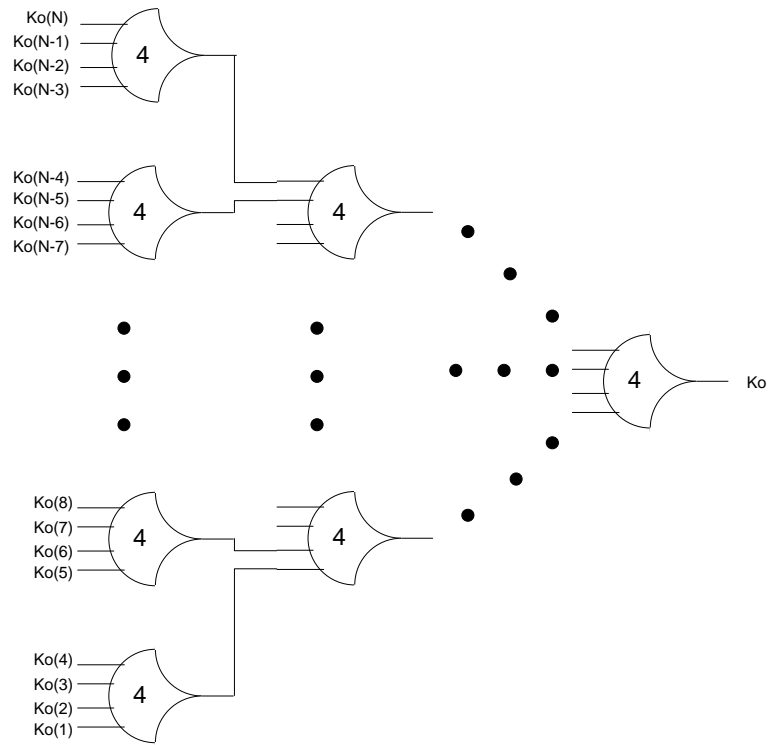 Ko(N)
Ko(N-1)
Ko(N-2)
Ko(N-3)
4
Ko(N-4)
Ko(N-5)
Ko(N-6)
Ko(N-7)
4
4
4
Ko
Ko(8)
Ko(7)
Ko(6)
Ko(5)
4
4
Ko(4)
Ko(3)
Ko(2)
Ko(1)
4